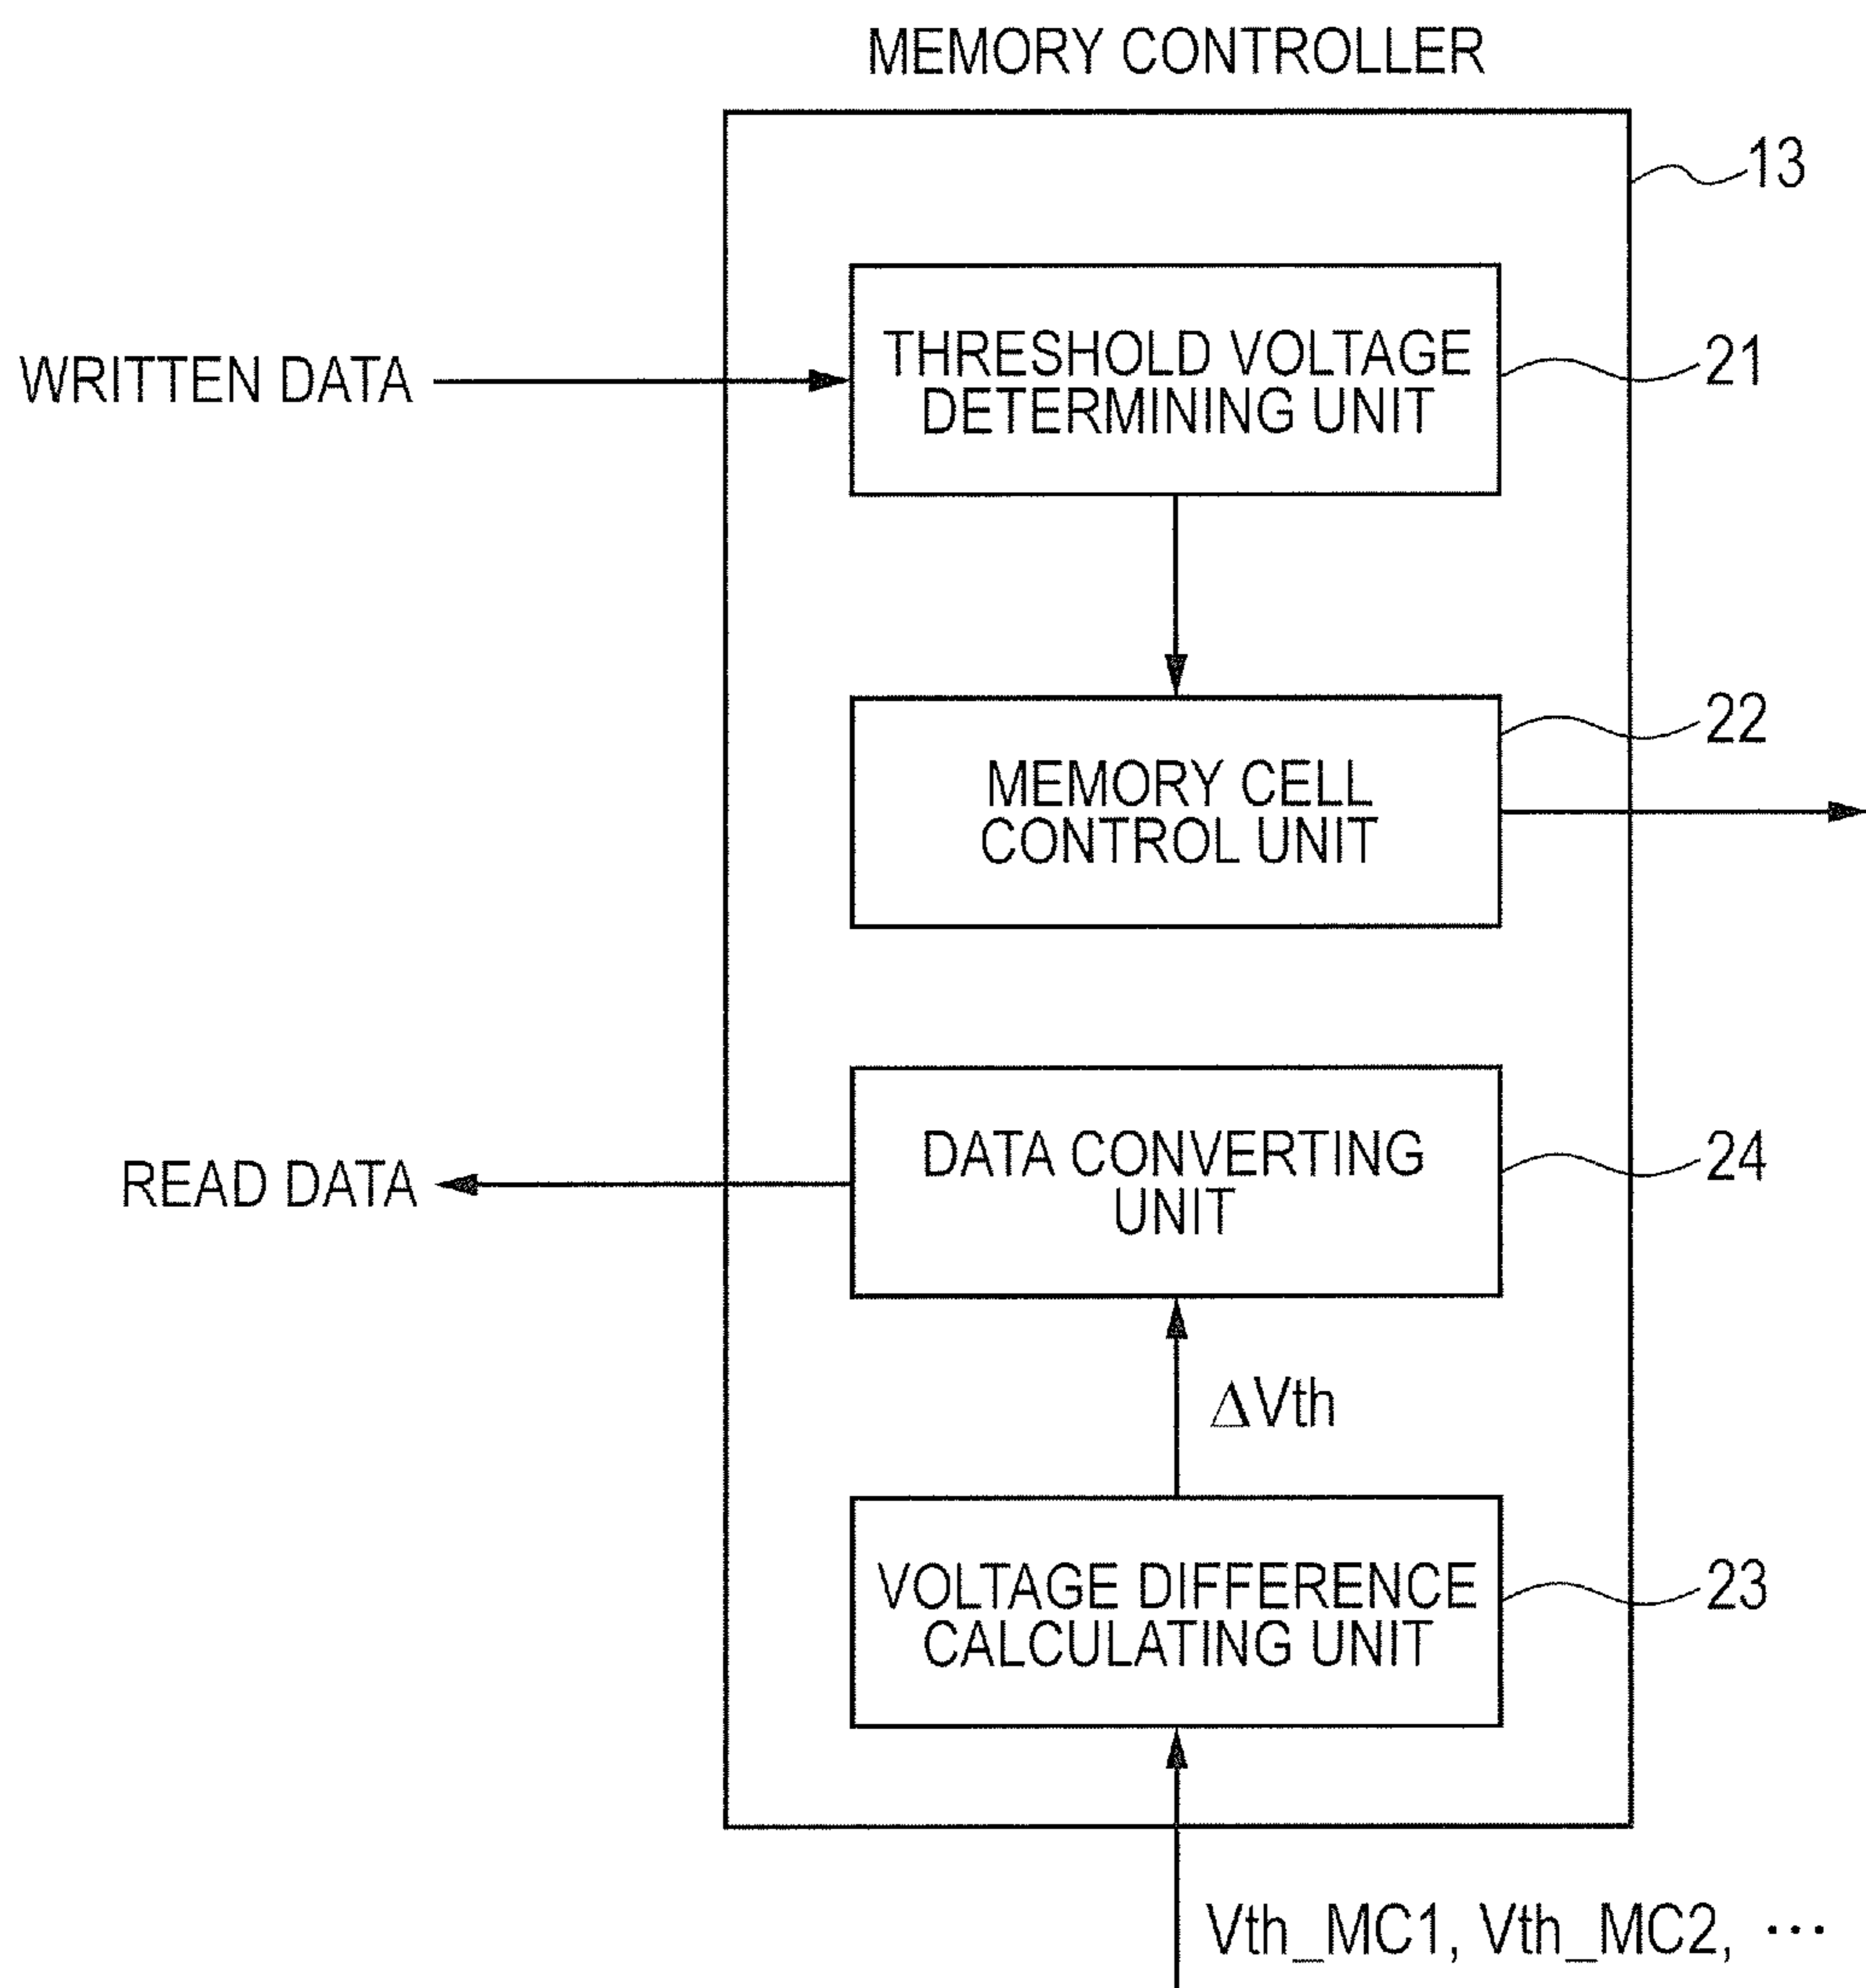 MEMORY CONTROLLER
13
THRESHOLD VOLTAGE
DETERMINING UNIT
21
WRITTEN DATA
22
MEMORY CELL
CONTROL UNIT
DATA CONVERTING
UNIT
24
READ DATA
ΔVth
VOLTAGE DIFFERENCE
CALCULATING UNIT
23
Vth_MC1, Vth_MC2, ···